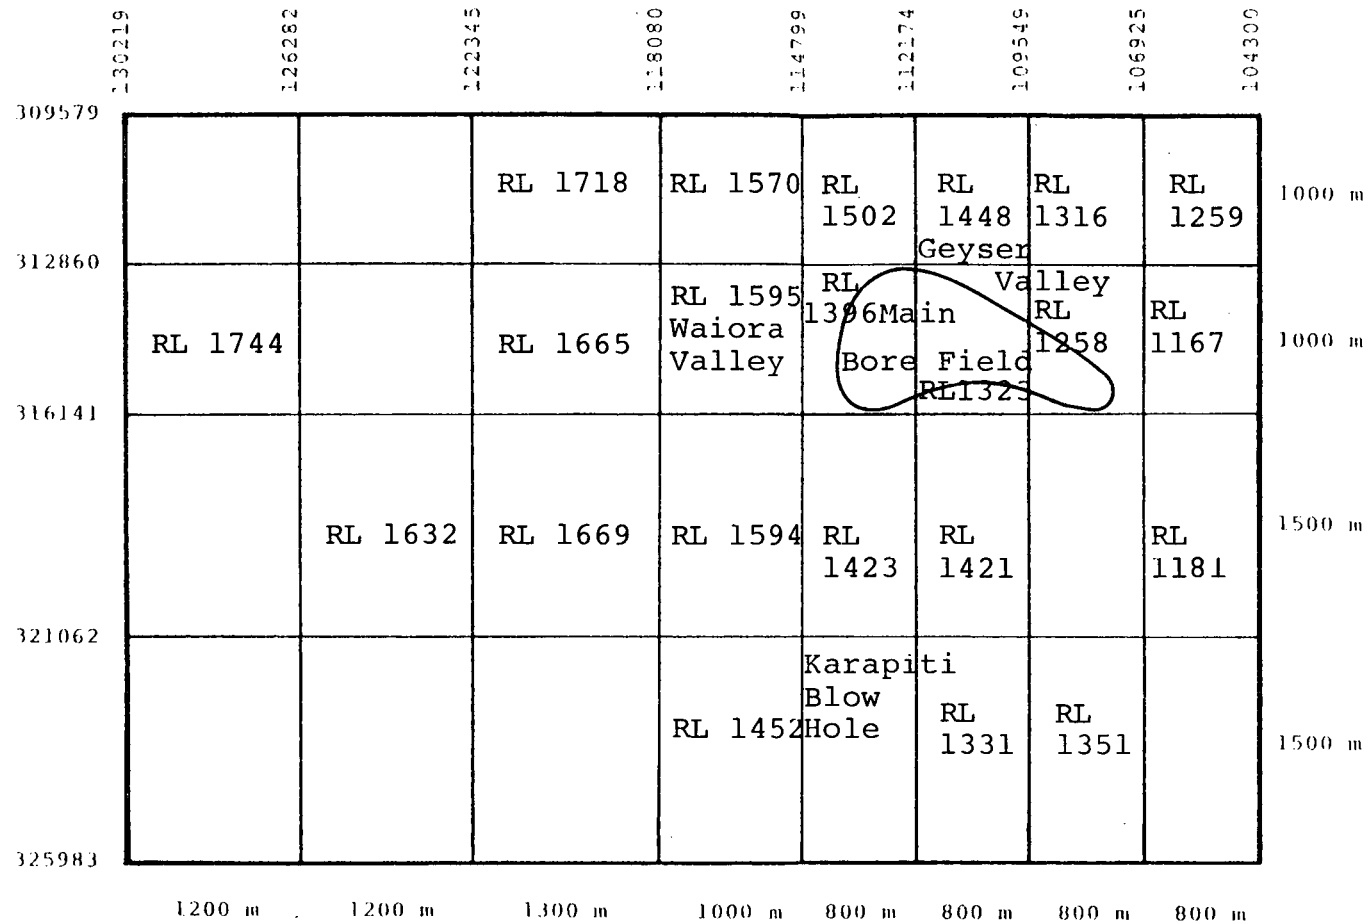 130219 126282 122345 118080 114799 112174 109549 106925 104300
309579
RL 1718 RL 1570 RL RL RL RL
1000 m
1502 1448 1316 1259
Geyser
312860
Valley
RL 1595 RL
1396Main RL RL
Waiora
RL 1744 RL 1665 1258 1167 1000 m
Valley Bore Field
RL1323
316141
RL 1632 RL 1669 RL 1594 RL RL RL
1500 m
1423 1421 1181
321062
Karapiti
Blow
RL 1452 Hole RL RL
1331 1351 1500 m
325983
1200 m 1200 m 1300 m 1000 m 800 m 800 m 800 m 800 m